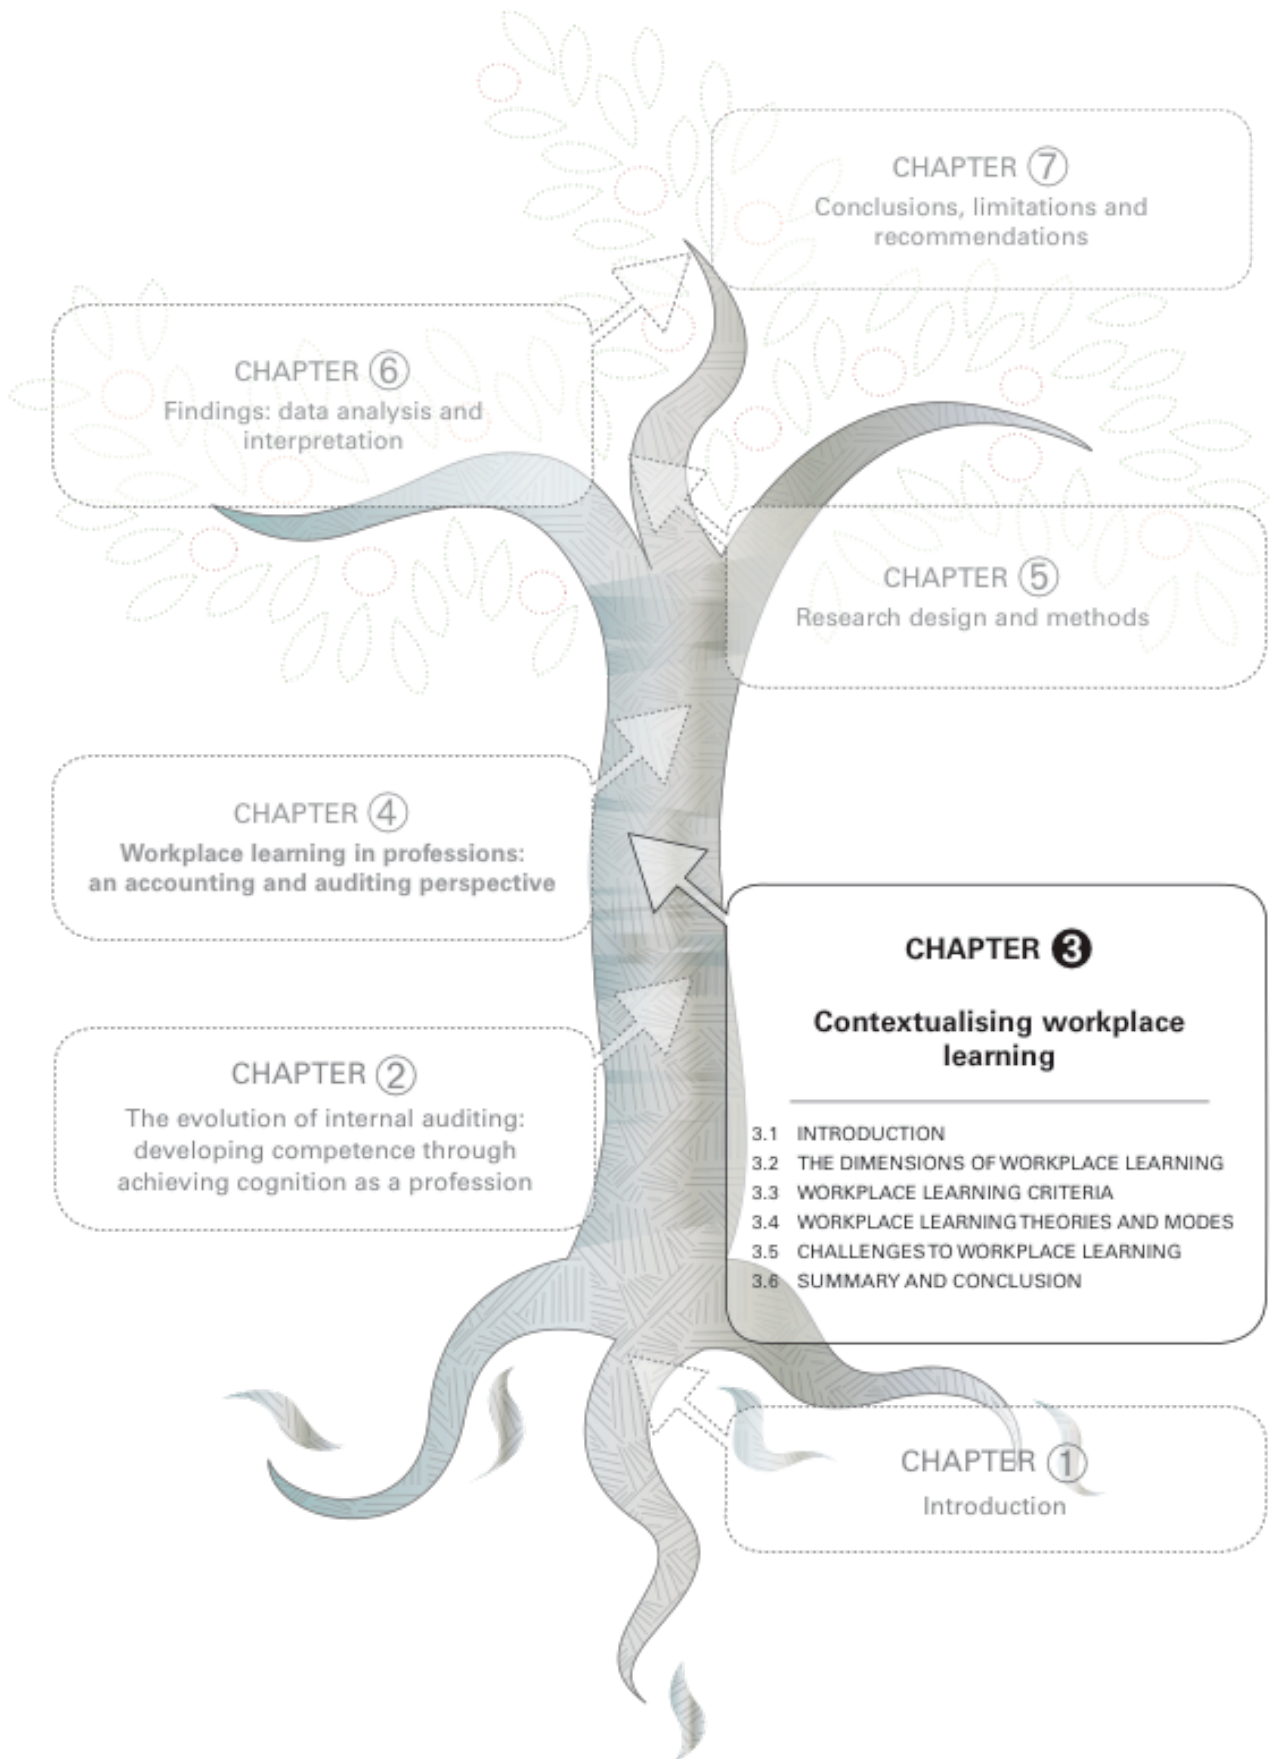 CHAPTER 7
Conclusions, limitations and
recommendations
CHAPTER 6
Findings: data analysis and
interpretation
CHAPTER 5
Research design and methods
CHAPTER 4
Workplace learning in professions:
an accounting and auditing perspective
CHAPTER 3
Contextualising workplace
learning
3.1 INTRODUCTION
3.2 THE DIMENSIONS OF WORKPLACE LEARNING
3.3 WORKPLACE LEARNING CRITERIA
3.4 WORKPLACE LEARNING THEORIES AND MODES
3.5 CHALLENGES TO WORKPLACE LEARNING
3.6 SUMMARY AND CONCLUSION
CHAPTER 2
The evolution of internal auditing:
developing competence through
achieving cognition as a profession
CHAPTER 1
Introduction